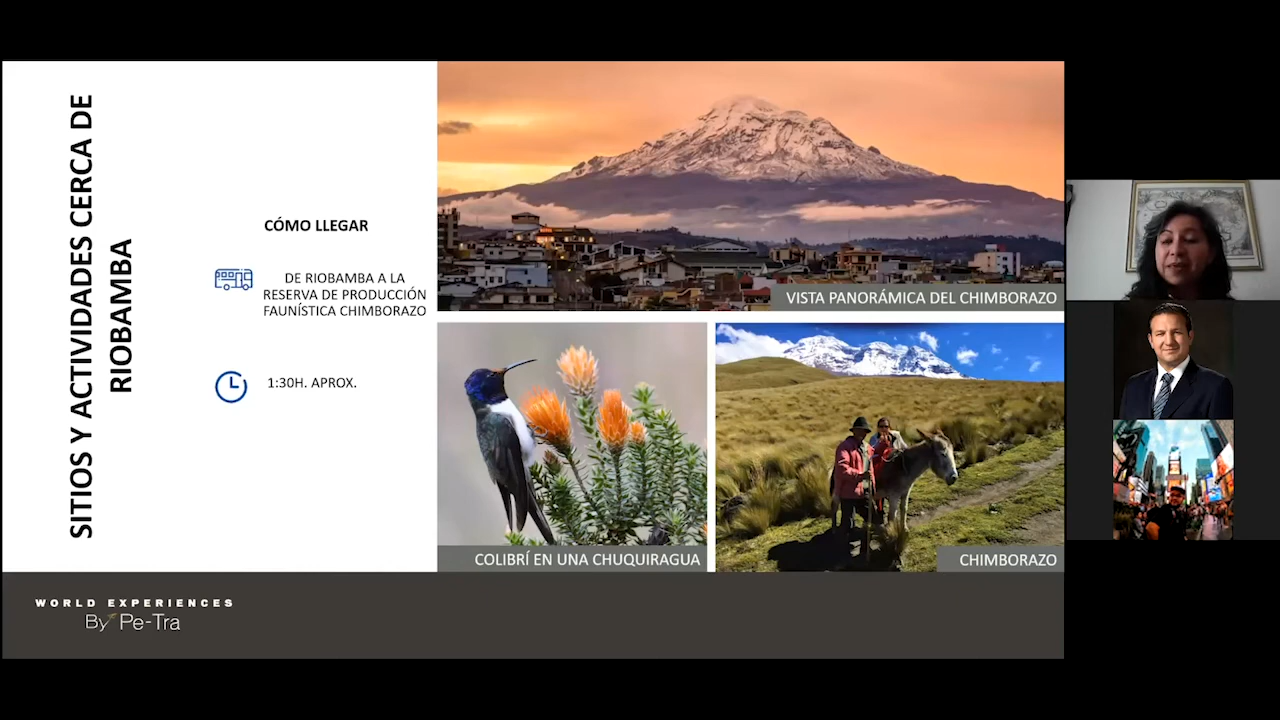 SITIOS Y ACTIVIDADES CERCA DE
RIOBAMBA
CÓMO LLEGAR
DE RIOBAMBA A LA
RESERVA DE PRODUCCIÓN
FAUNÍSTICA CHIMBORAZO
1:30H. APROX.
VISTA PANORÁMICA DEL CHIMBORAZO
COLIBRÍ EN UNA CHUQUIRAGUA
CHIMBORAZO
WORLD EXPERIENCES
By Pe-Tra